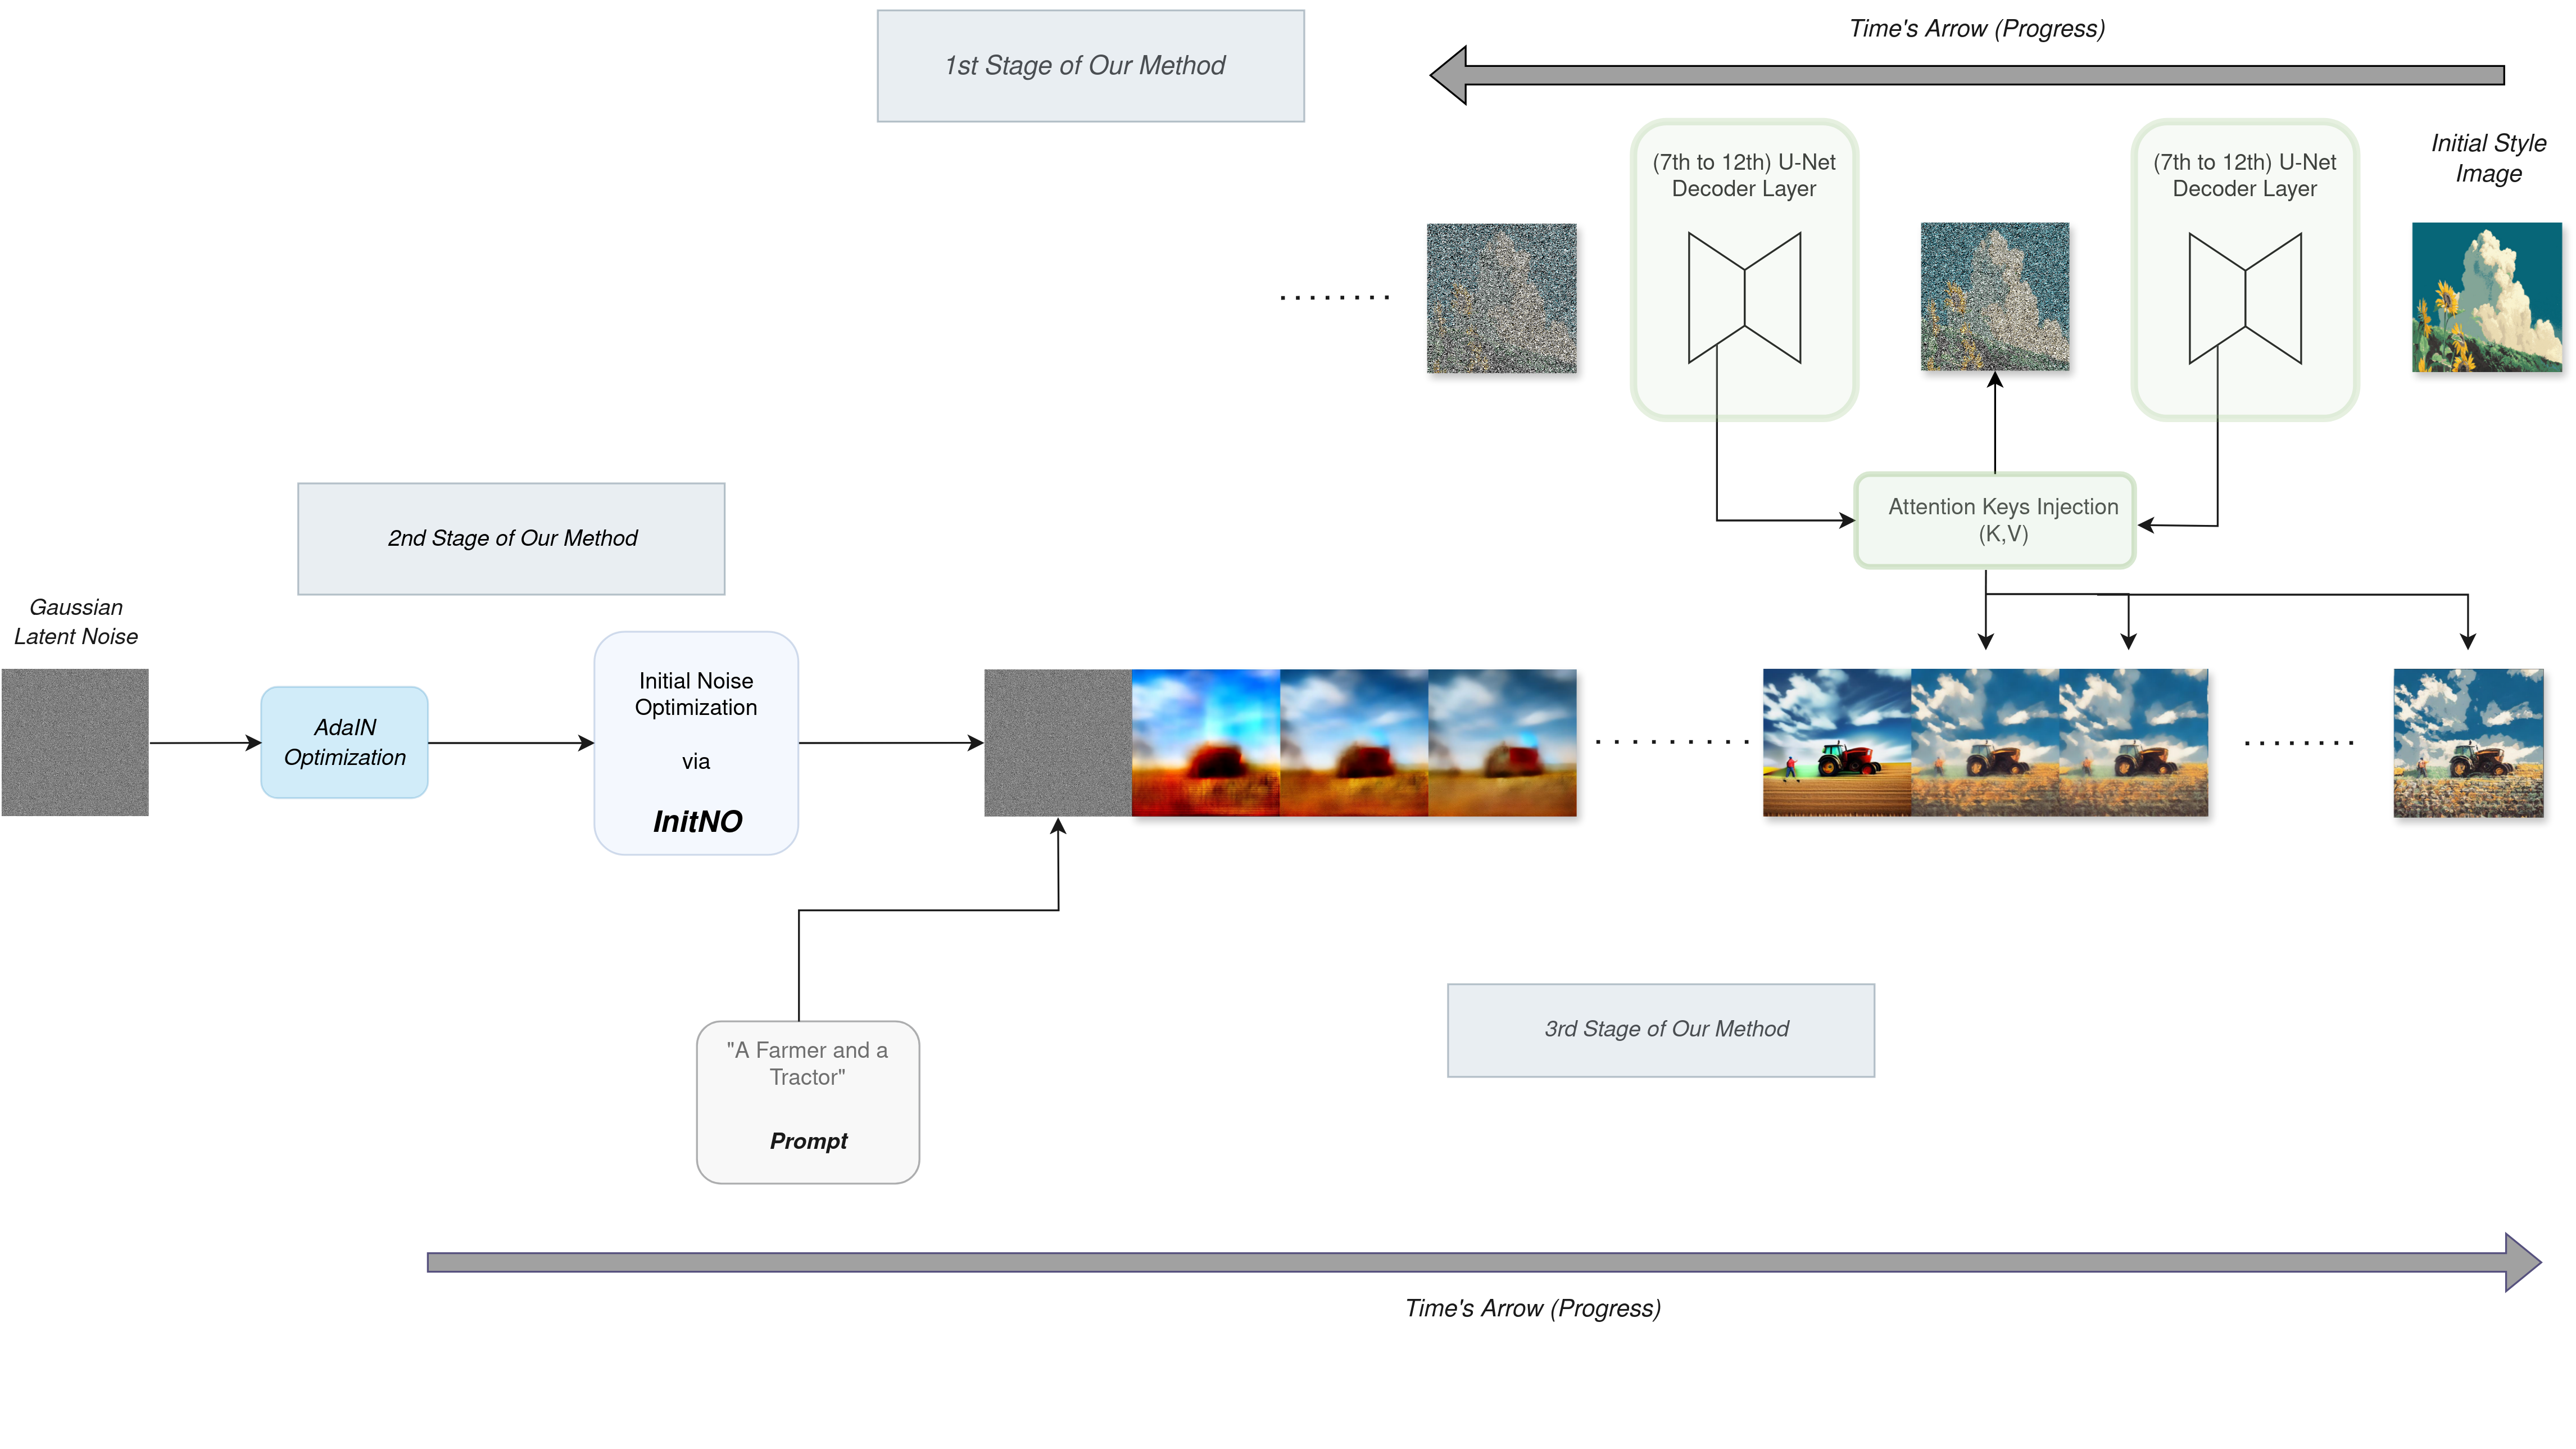 1st Stage of Our Method
Time's Arrow (Progress)
(7th to 12th) U-Net
Decoder Layer
(7th to 12th) U-Net
Decoder Layer
Initial Style
Image
Attention Keys Injection
(K,V)
2nd Stage of Our Method
Gaussian
Latent Noise
AdaIN
Optimization
Initial Noise
Optimization
via
InitNO
"A Farmer and a
Tractor"
Prompt
3rd Stage of Our Method
Time's Arrow (Progress)